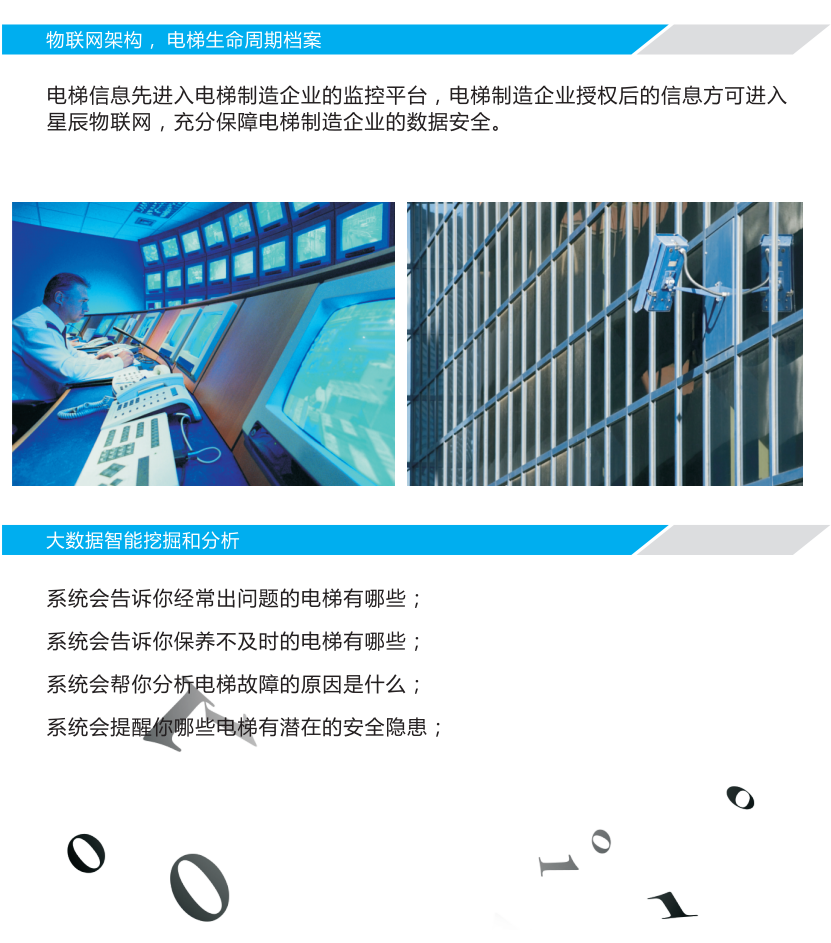 物联网架构，电梯生命周期档案
电梯信息先进入电梯制造企业的监控平台，电梯制造企业授权后的信息方可进入
星辰物联网，充分保障电梯制造企业的数据安全。
大数据智能挖掘和分析
系统会告诉你经常出问题的电梯有哪些；
系统会告诉你保养不及时的电梯有哪些；
系统会帮你分析电梯故障的原因是什么；
系统会提醒你哪些电梯有潜在的安全隐患；
1
0
0
1
0
0
1